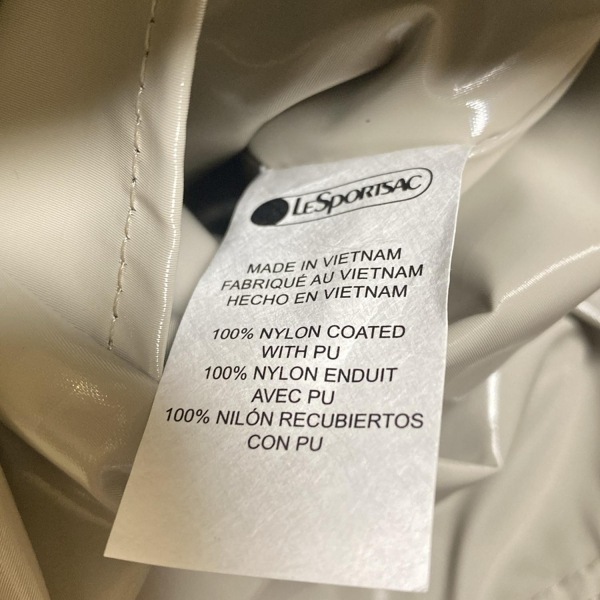 LeSportsac
MADE IN VIETNAM
FABRIQUÉ AU VIETNAM
HECHO EN VIETNAM
100% NYLON COATED
WITH PU
100% NYLON ENDUIT
AVEC PU
100% NILÓN RECUBIERTOS
CON PU